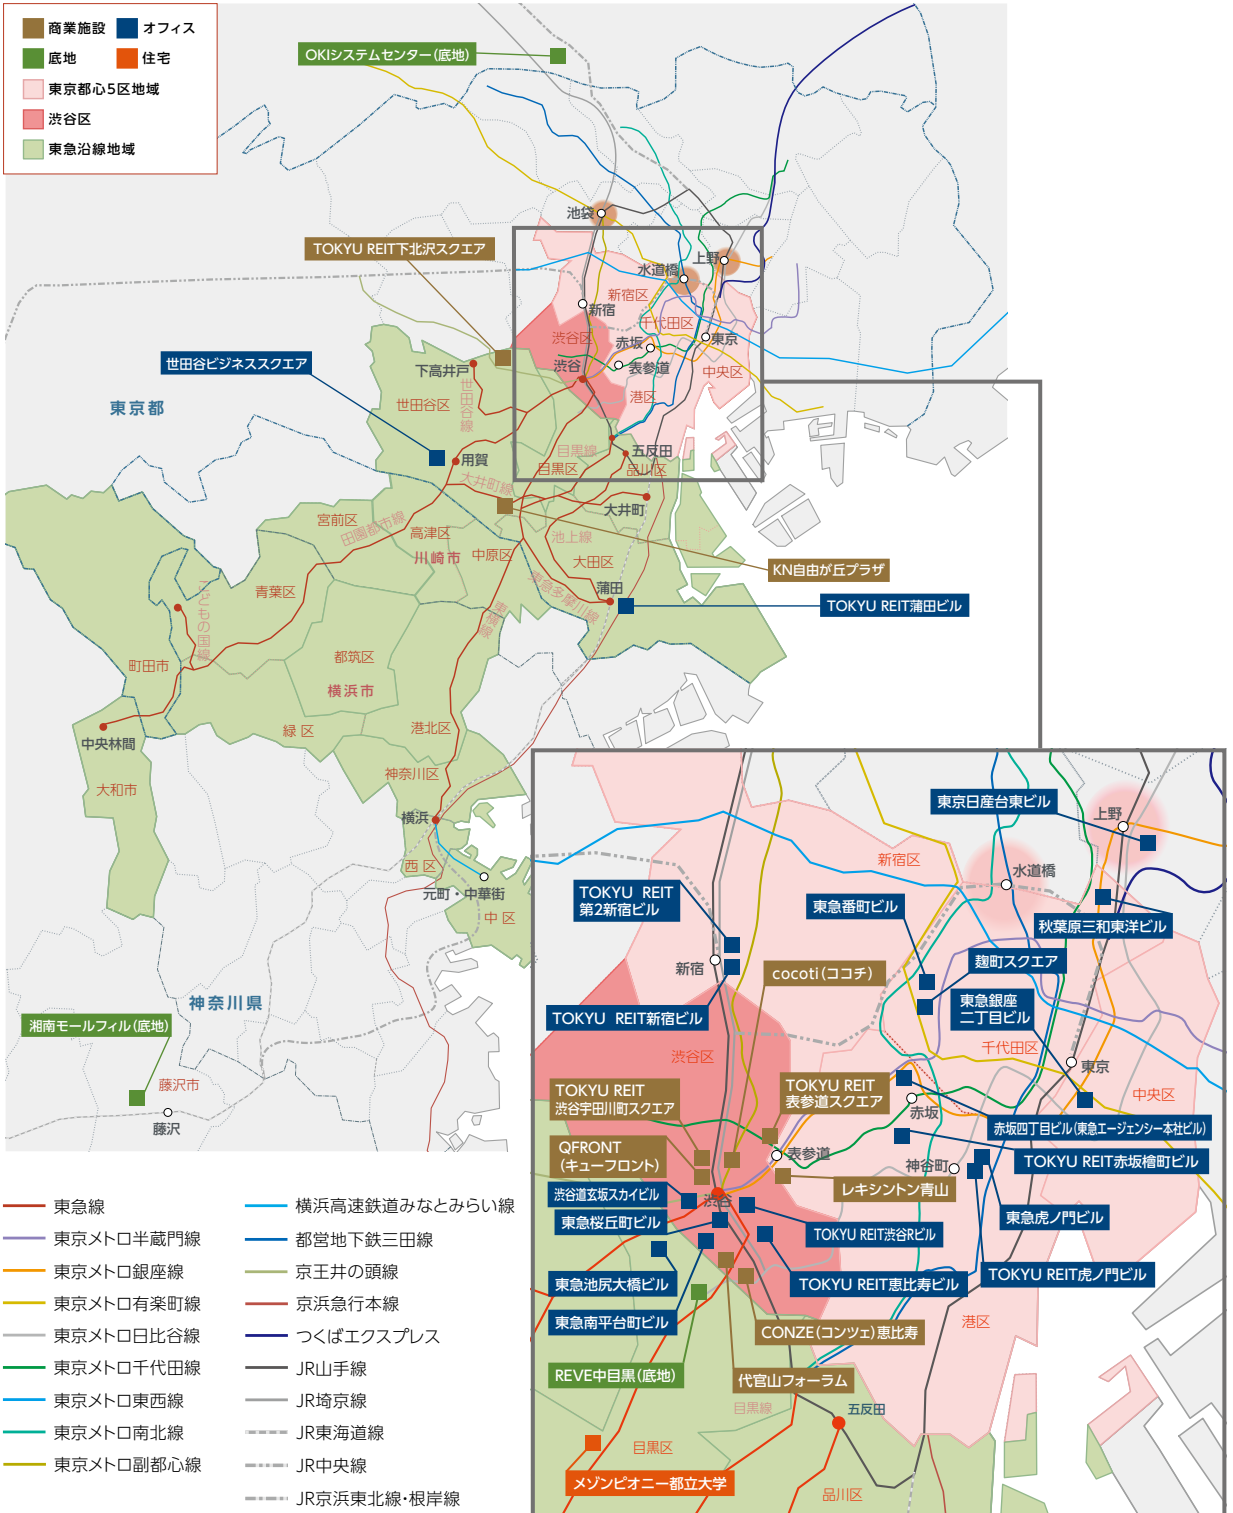 商業施設
オフィス
底地
住宅
東京都心5区地域
渋谷区
東急沿線地域
OKIシステムセンター(底地)
池袋
TOKYU REIT下北沢スクエア
上野
水道橋
新宿区
新宿
千代田区
渋谷区
赤坂
東京
世田谷ビジネススクエア
下高井戸
渋谷
表参道
中央区
世田谷線
港区
東京都
世田谷区
目黒線
五反田
用賀
目黒区
品川区
大井町線
大井町
宮前区
田園都市線
高津区
池上線
川崎市
中原区
大田区
KN自由が丘プラザ
青葉区
こどもの国線
東急多摩川線
蒲田
TOKYU REIT蒲田ビル
東横線
町田市
都筑区
横浜市
緑 区
港北区
中央林間
神奈川区
大和市
横浜
西 区
元町・中華街
中 区
神奈川県
湘南モールフィル(底地)
藤沢市
藤沢
東京日産台東ビル
上野
新宿区
水道橋
TOKYU REIT
第2新宿ビル
東急番町ビル
秋葉原三和東洋ビル
新宿
cocoti(ココチ)
麹町スクエア
TOKYU REIT新宿ビル
東急銀座
二丁目ビル
渋谷区
千代田区
東京
TOKYU REIT
渋谷宇田川町スクエア
TOKYU REIT
表参道スクエア
中央区
赤坂
赤坂四丁目ビル(東急エージェンシー本社ビル)
QFRONT
(キューフロント)
表参道
神谷町
TOKYU REIT赤坂檜町ビル
渋谷道玄坂スカイビル
渋谷
レキシントン青山
東急桜丘町ビル
TOKYU REIT渋谷Rビル
東急虎ノ門ビル
東急池尻大橋ビル
TOKYU REIT恵比寿ビル
TOKYU REIT虎ノ門ビル
東急南平台町ビル
CONZE(コンツェ)恵比寿
港区
REVE中目黒(底地)
代官山フォーラム
目黒線
五反田
目黒区
メゾンピオニー都立大学
品川区
東急線
東京メトロ半蔵門線
東京メトロ銀座線
東京メトロ有楽町線
東京メトロ日比谷線
東京メトロ千代田線
東京メトロ東西線
東京メトロ南北線
東京メトロ副都心線
横浜高速鉄道みなとみらい線
都営地下鉄三田線
京王井の頭線
京浜急行本線
つくばエクスプレス
JR山手線
JR埼京線
JR東海道線
JR中央線
JR京浜東北線・根岸線